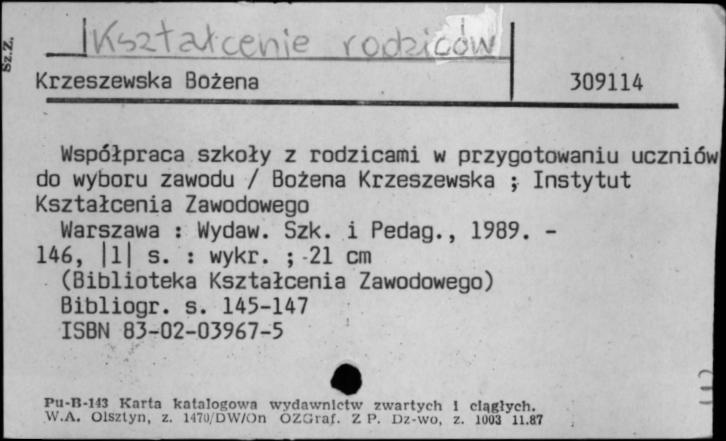 Kształcenie rodziców
Sz.Z.
Krzeszewska Bożena
309114
Współpraca szkoły z rodzicami w przygotowaniu uczniów
do wyboru zawodu / Bożena Krzeszewska ; Instytut
Kształcenia Zawodowego
Warszawa : Wydaw. Szk. i Pedag., 1989. -
146, |1| s. : wykr. ; 21 cm
(Biblioteka Kształcenia Zawodowego)
Bibliogr. s. 145-147
ISBN 83-02-03967-5
Pu-B-143 Karta katalogowa wydawnictw zwartych i ciągłych.
W.A. Olsztyn, z. 1470/DW/On OZGraf. Z P. Dz-wo, z. 1003 11.87